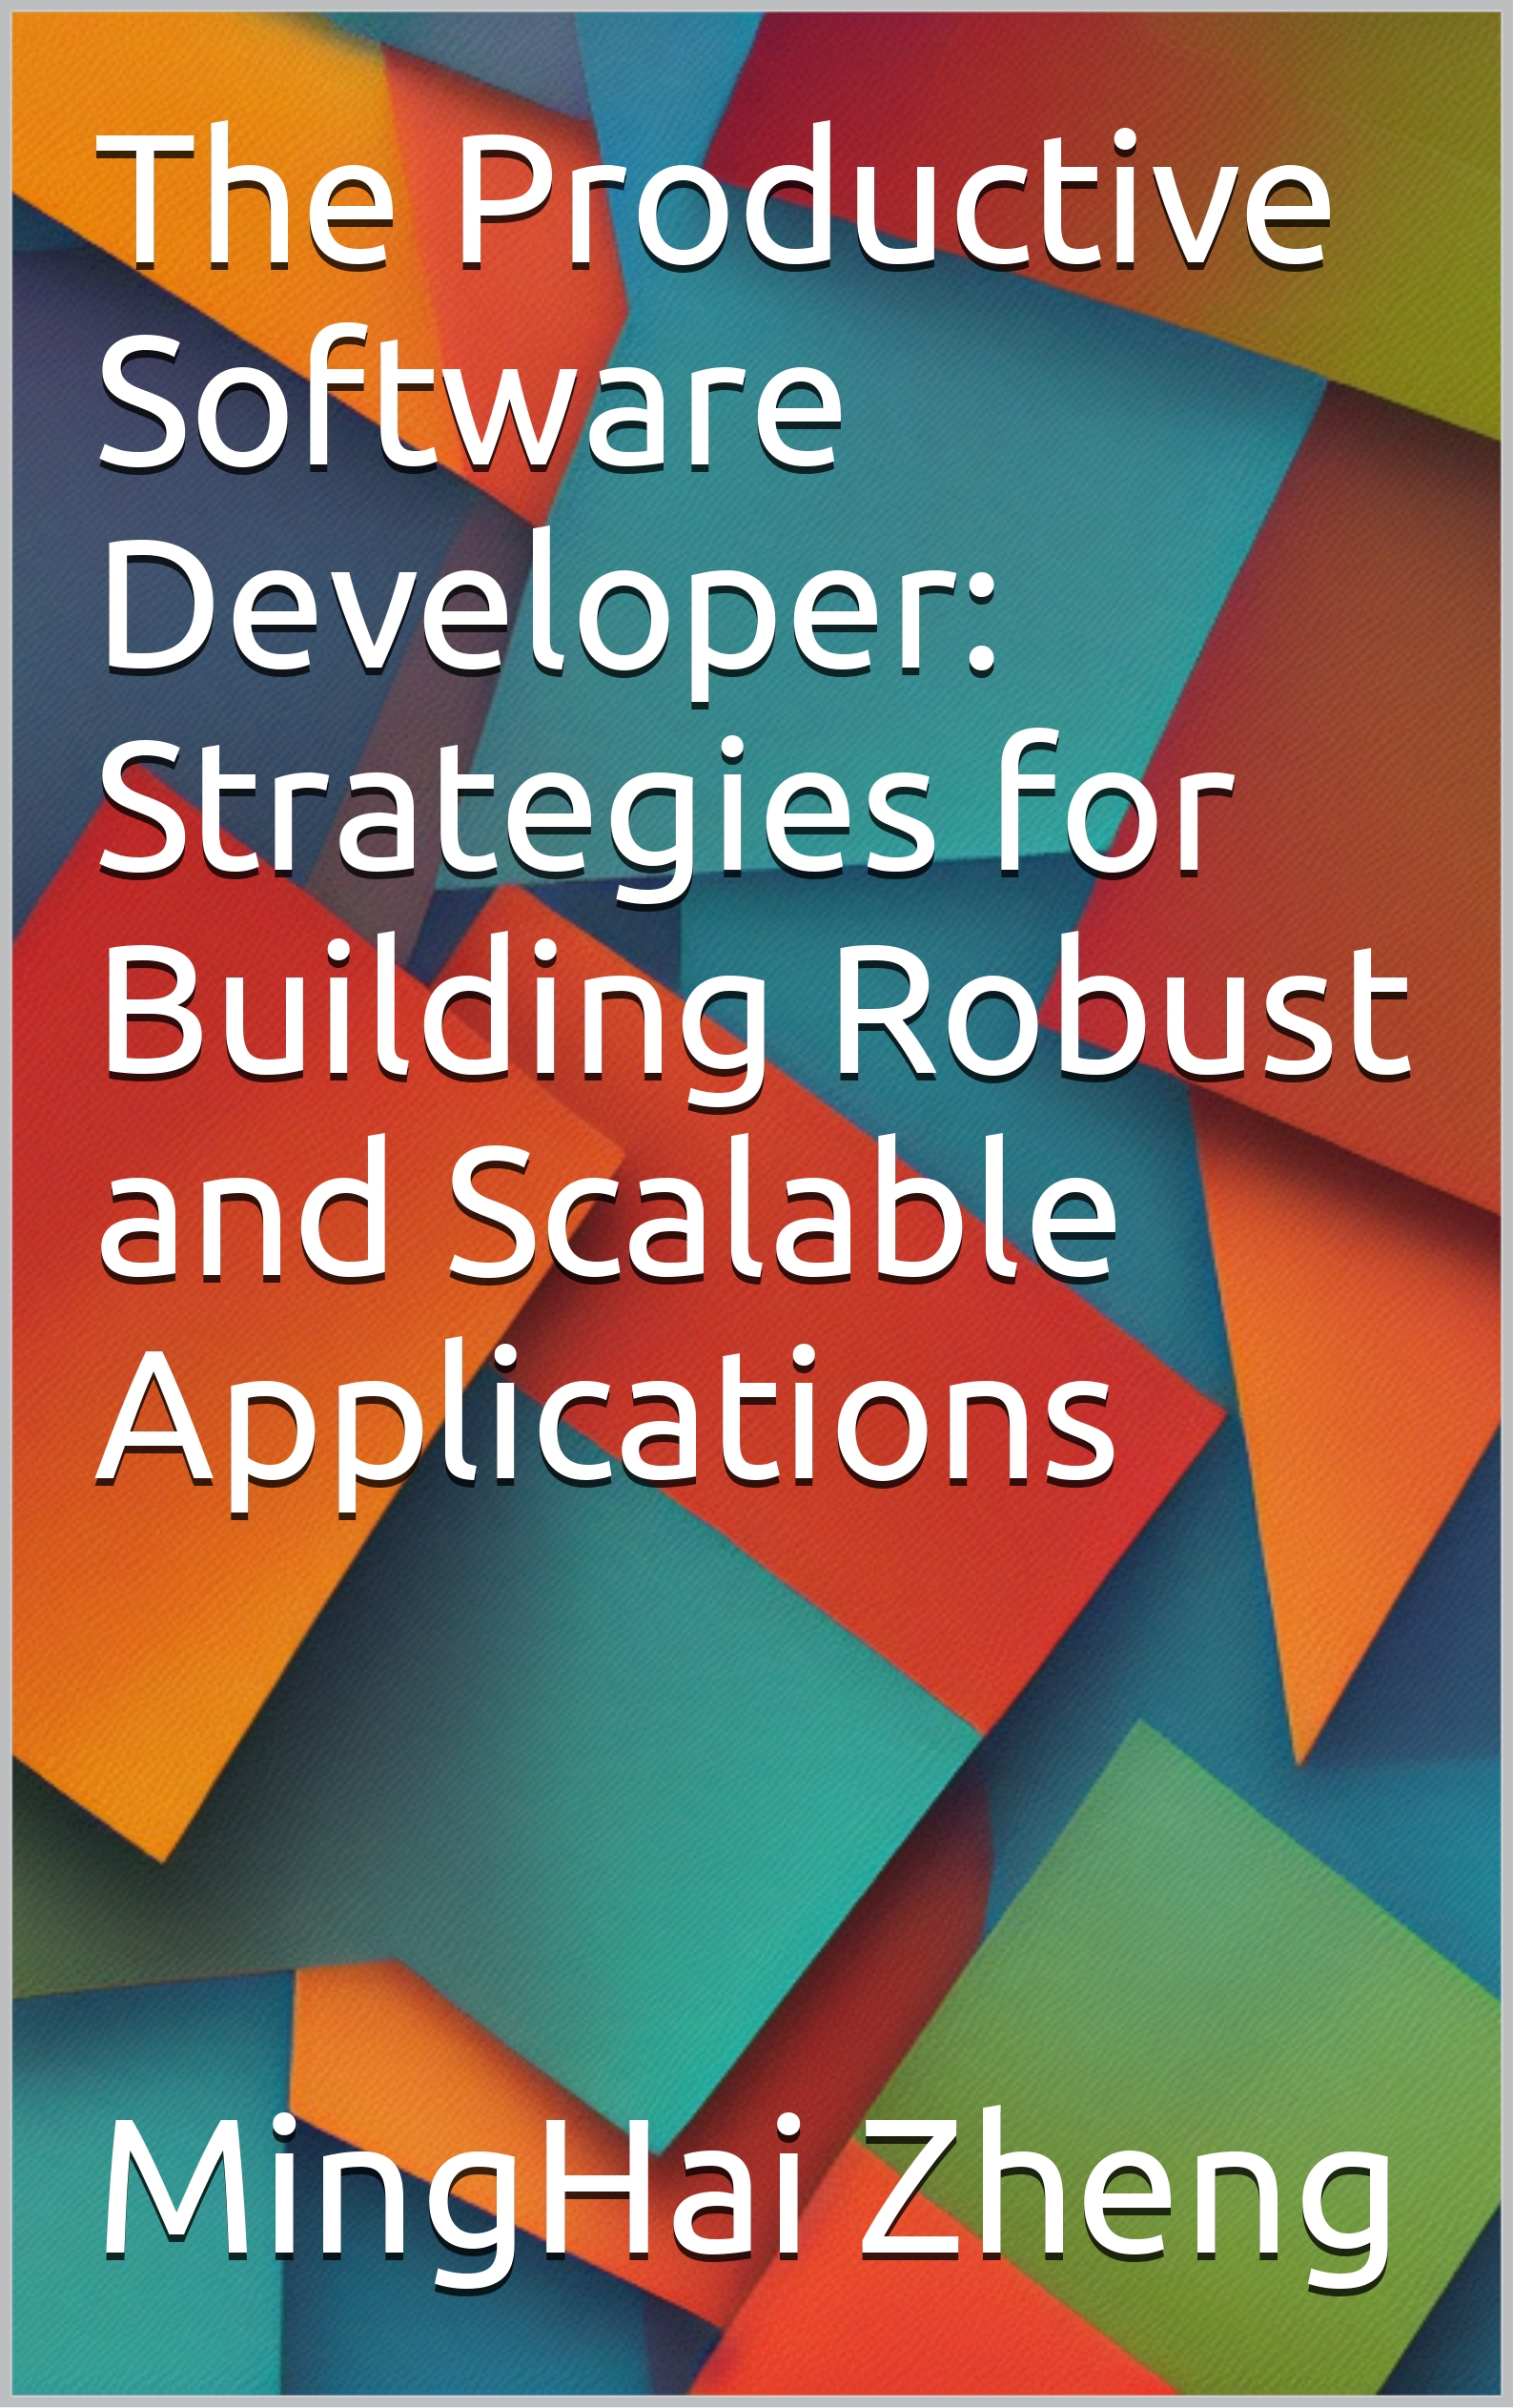 The Productive
Software
Developer:
Strategies for
Building Robust
and Scalable
Applications
MingHai Zheng